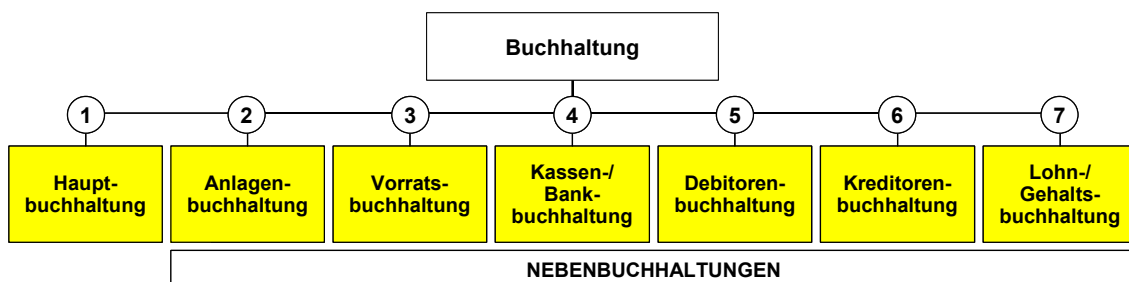 Buchhaltung
1 2 3 4 5 6 7
Haupt-
buchhaltung
Anlagen-
buchhaltung
Vorrats-
buchhaltung
Kassen-/
Bank-
buchhaltung
Debitoren-
buchhaltung
Kreditoren-
buchhaltung
Lohn-/
Gehalts-
buchhaltung
NEBENBUCHHALTUNGEN